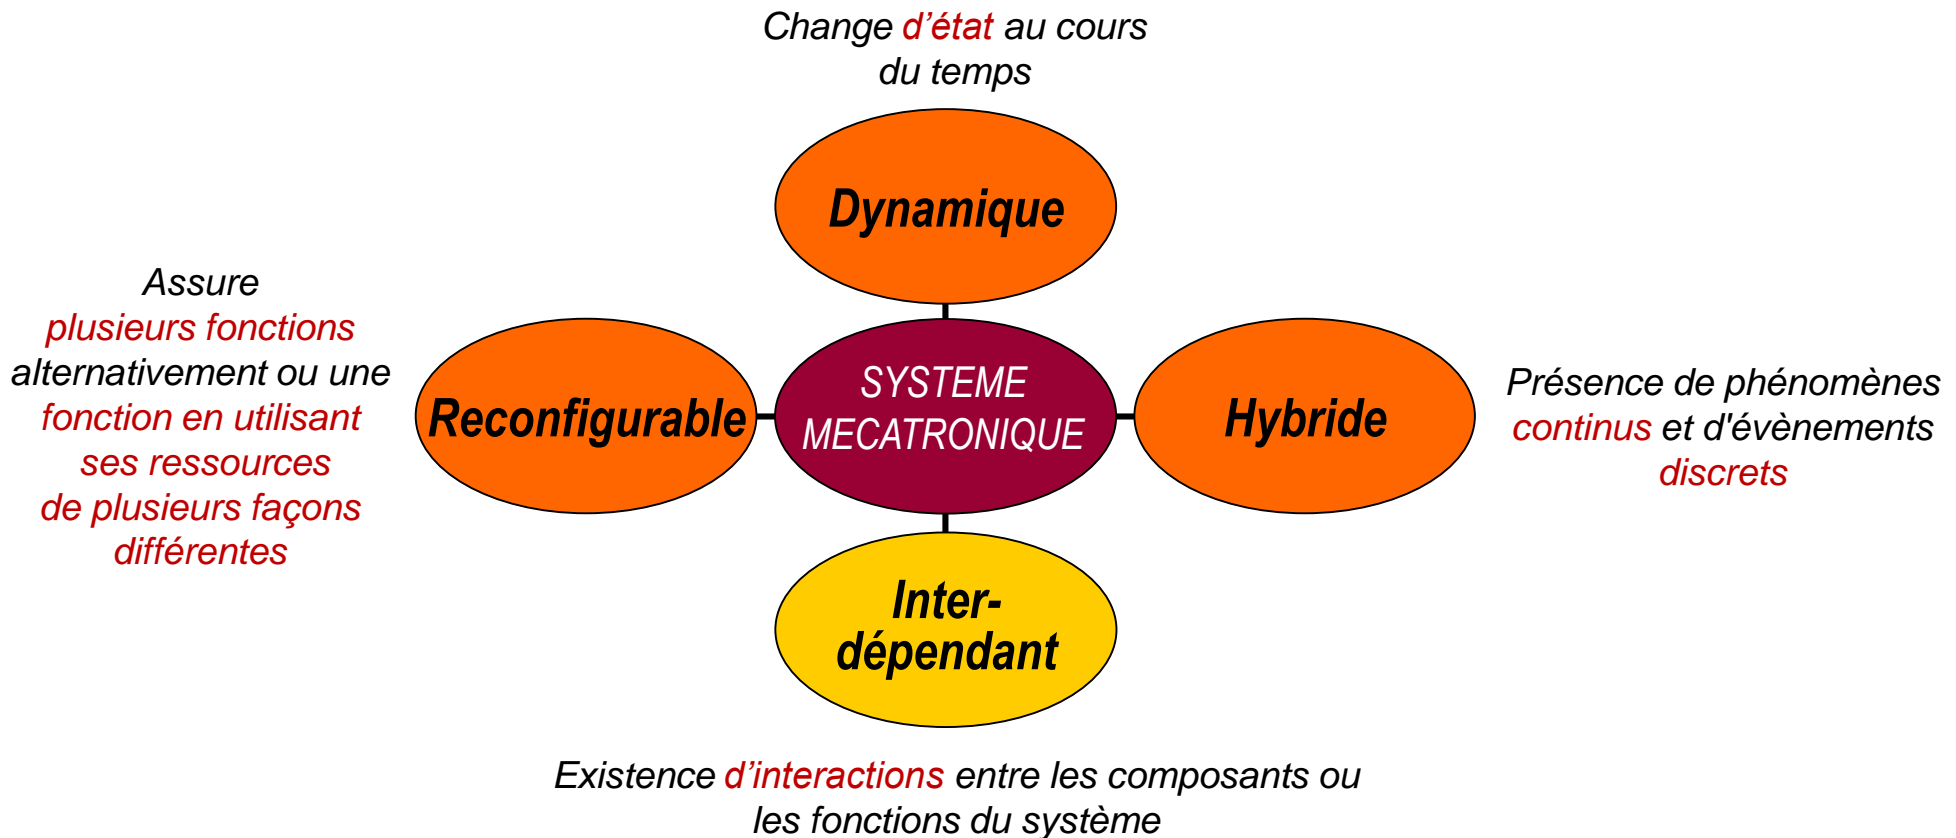 Change d’état au cours
du temps
Dynamique
Assure
plusieurs fonctions
alternativement ou une
fonction en utilisant
ses ressources
de plusieurs façons
différentes
Reconfigurable
SYSTEME
MECATRONIQUE
Hybride
Présence de phénomènes
continus et d'évènements
discrets
Inter-
dépendant
Existence d’interactions entre les composants ou
les fonctions du système